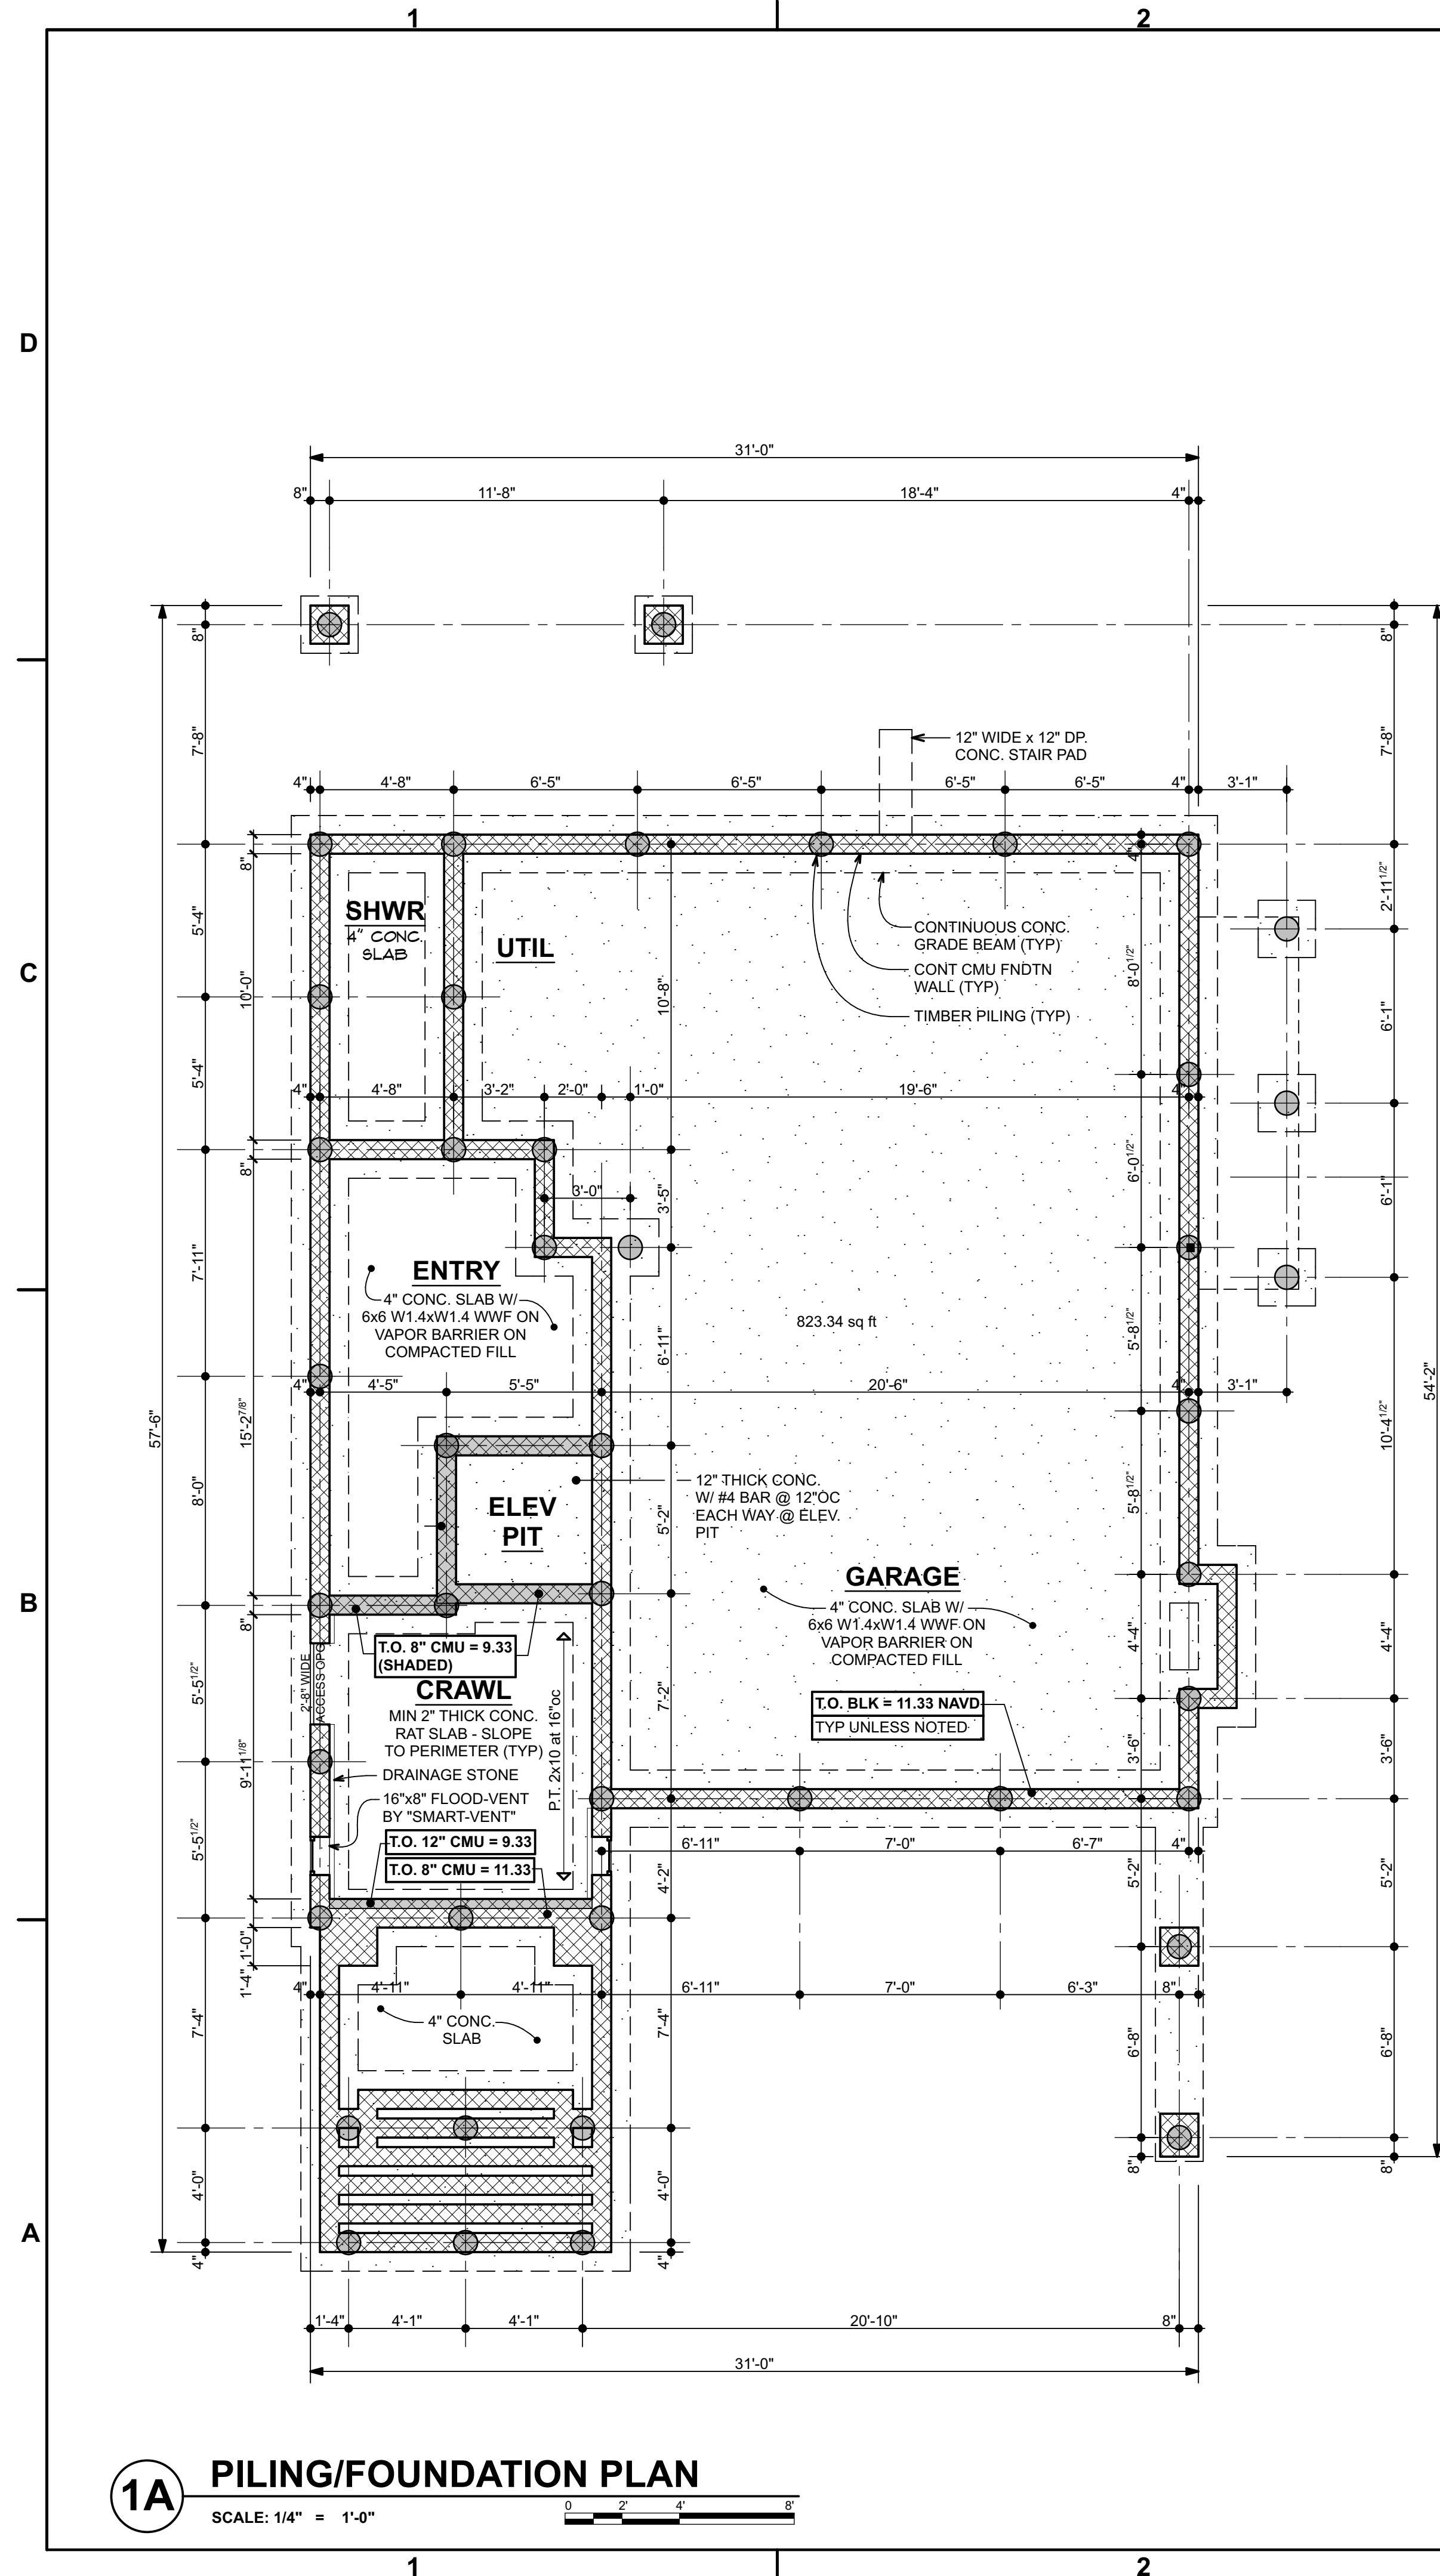 1
2
D
C
B
A
31'-0"
8"
11'-8"
18'-4"
4"
8"
8"
7'-8"
7'-8"
12" WIDE x 12" DP.
CONC. STAIR PAD
4"
4'-8"
6'-5"
6'-5"
6'-5"
6'-5"
4"
3'-1"
8"
4"
2'-11 1/2"
SHWR
4" CONC.
SLAB
UTIL
5'-4"
CONTINUOUS CONC.
GRADE BEAM (TYP)
CONT CMU FNDTN
WALL (TYP)
TIMBER PILING (TYP)
10'-0"
10'-8"
8'-0 1/2"
6'-1"
5'-4"
4"
4'-8"
3'-2"
2'-0"
1'-0"
19'-6"
4"
8"
3'-0"
3'-5"
6'-0 1/2"
6'-1"
7'-11"
ENTRY
4" CONC. SLAB W/
6x6 W1.4xW1.4 WWF ON
VAPOR BARRIER ON
COMPACTED FILL
823.34 sq ft
6'-11"
5'-8 1/2"
4"
4'-5"
5'-5"
20'-6"
4"
3'-1"
57'-6"
15'-2 7/8"
10'-4 1/2"
54'-2"
8'-0"
ELEV
PIT
12" THICK CONC.
W/ #4 BAR @ 12"OC
EACH WAY @ ELEV.
PIT
5'-2"
5'-8 1/2"
GARAGE
4" CONC. SLAB W/
6x6 W1.4xW1.4 WWF ON
VAPOR BARRIER ON
COMPACTED FILL
8"
4'-4"
4'-4"
T.O. 8" CMU = 9.33
(SHADED)
2'-8" WIDE
ACCESS OPG
5'-5 1/2"
CRAWL
MIN 2" THICK CONC.
RAT SLAB - SLOPE
TO PERIMETER (TYP)
P.T. 2x10 at 16"oc
7'-2"
T.O. BLK = 11.33 NAVD
TYP UNLESS NOTED
9'-11 1/8"
DRAINAGE STONE
3'-6"
3'-6"
16"x8" FLOOD-VENT
BY "SMART-VENT"
T.O. 12" CMU = 9.33
T.O. 8" CMU = 11.33
5'-5 1/2"
6'-11"
7'-0"
6'-7"
4"
4'-2"
5'-2"
5'-2"
1'-0"
1'-4"
4"
4'-11"
4'-11"
6'-11"
7'-0"
6'-3"
8"
4" CONC.
SLAB
7'-4"
7'-4"
6'-8"
6'-8"
4'-0"
4'-0"
8"
8"
4"
4"
1'-4"
4'-1"
4'-1"
20'-10"
8"
31'-0"
1A
PILING/FOUNDATION PLAN
SCALE: 1/4" = 1'-0"
0 2' 4' 8'
1
2